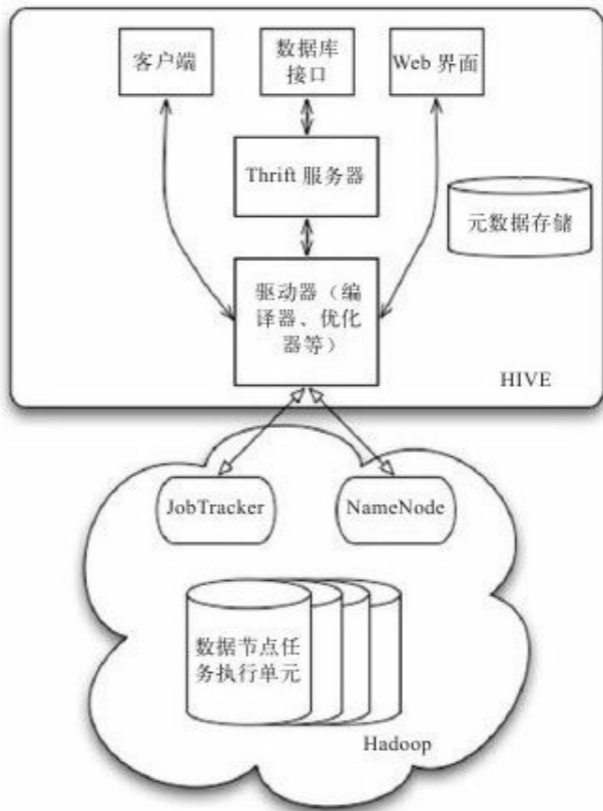 客户端
数据库
接口
Web 界面
Thrift 服务器
元数据存储
驱动器（编
译器、优化
器等）
HIVE
JobTracker
NameNode
数据节点任
务执行单元
Hadoop